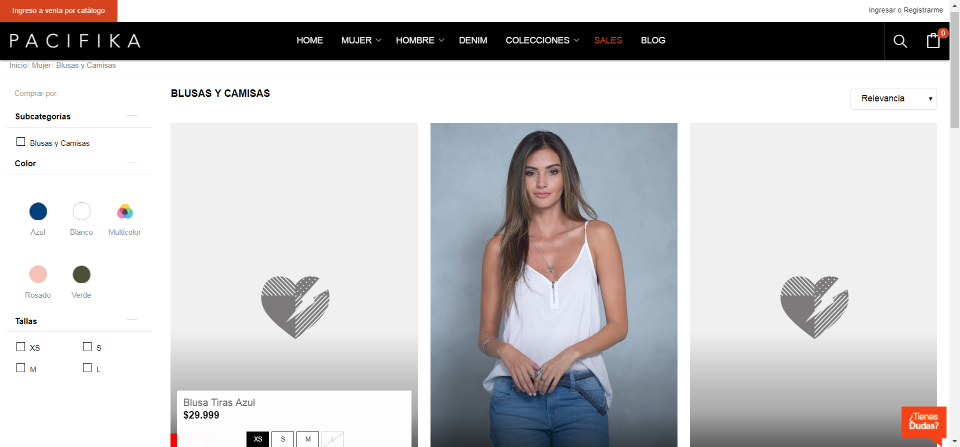 Ingreso a venta por catálogo
Ingresar o Registrarme
PACIFIKA
HOME MUJER HOMBRE DENIM COLECCIONES SALES BLOG
0
Inicio/ Mujer/ Blusas y Camisas
Comprar por:
BLUSAS Y CAMISAS
Relevancia
Subcategorías
Blusas y Camisas
Color
Azul Blanco Multicolor
Rosado Verde
Tallas
XS S
M L
Blusa Tiras Azul
$29.999
XS S M L
¿Tienes
Dudas?